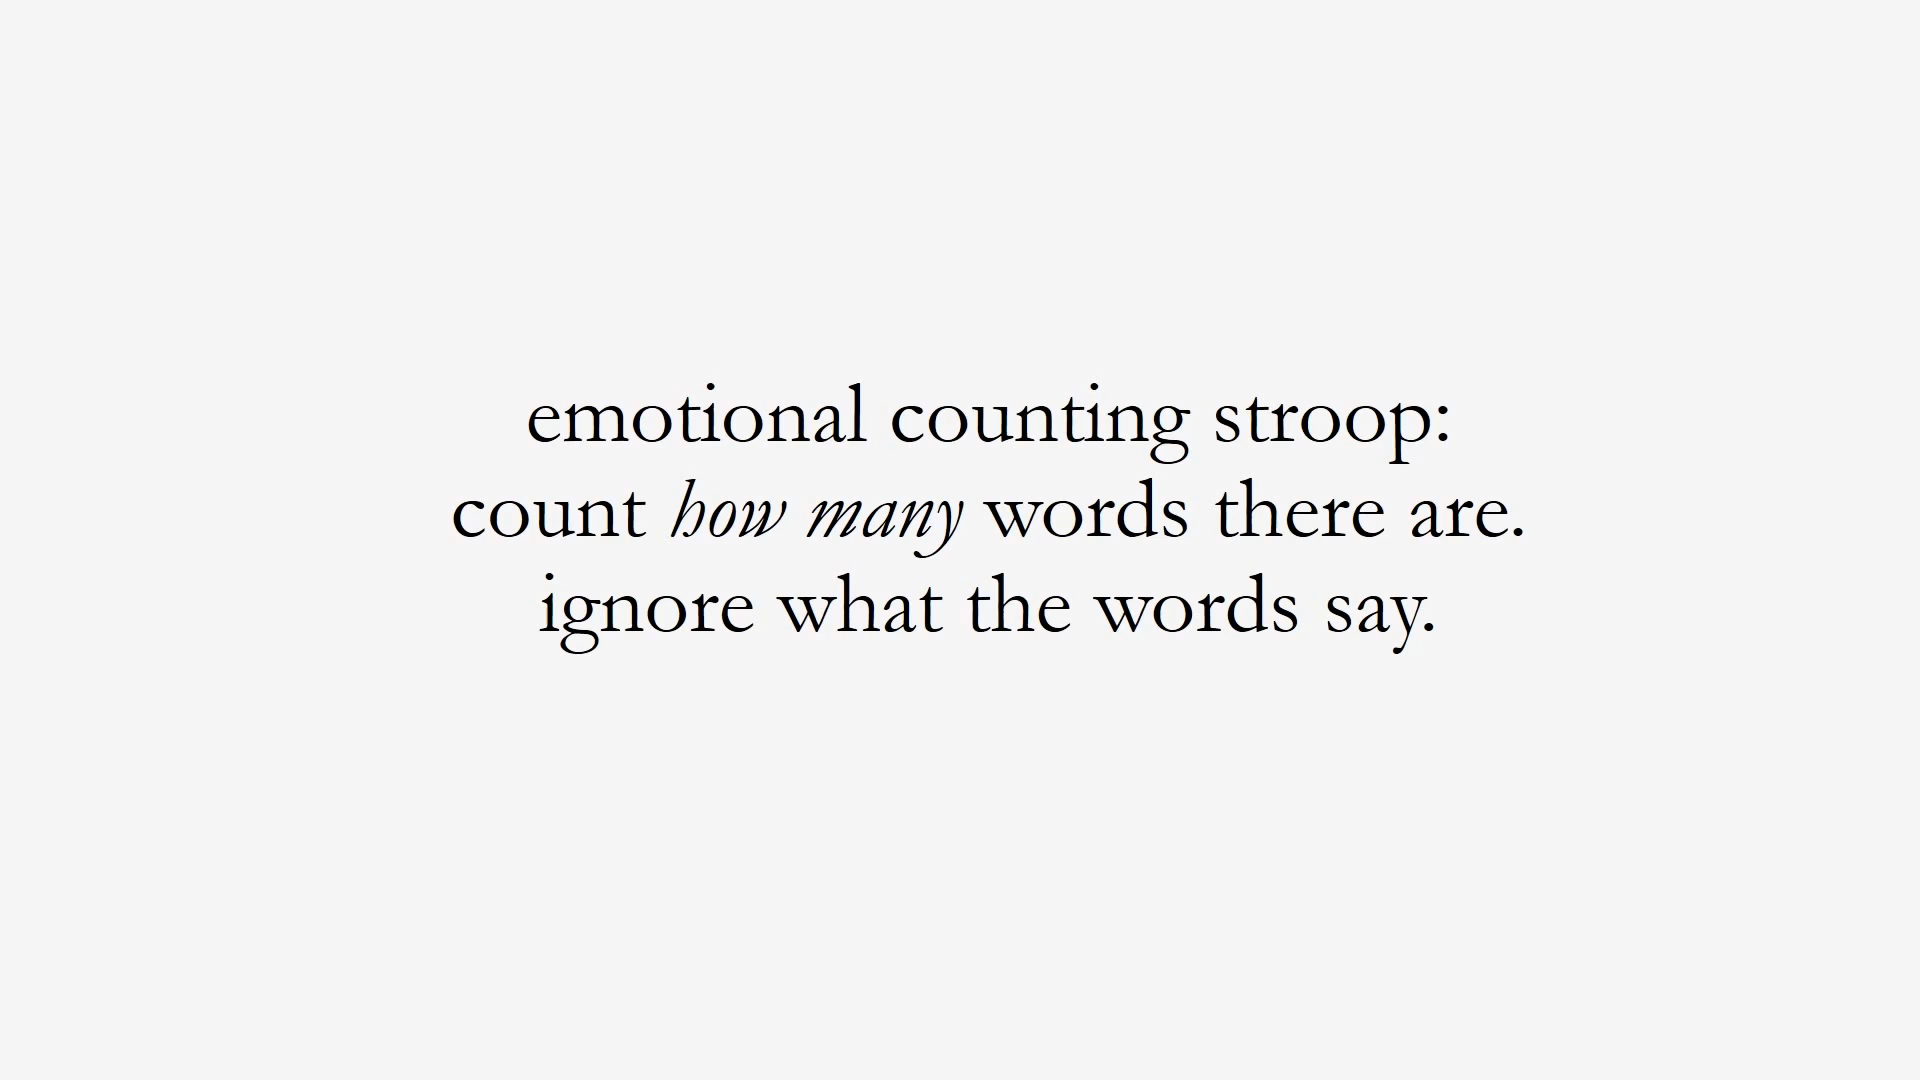 emotional counting stroop:
count how many words there are.
ignore what the words say.